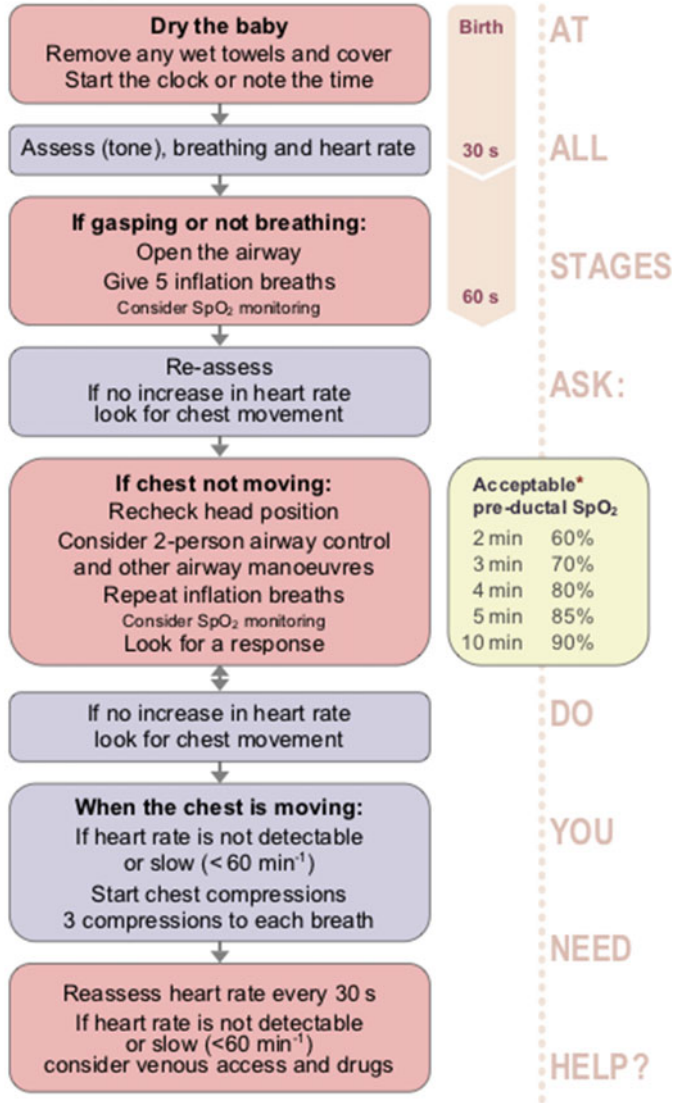 Dry the baby
Remove any wet towels and cover
Start the clock or note the time
Birth
AT
Assess (tone), breathing and heart rate
30 s
ALL
If gasping or not breathing:
Open the airway
Give 5 inflation breaths
Consider SpO₂ monitoring
60 s
STAGES
Re-assess
If no increase in heart rate
look for chest movement
ASK:
If chest not moving:
Recheck head position
Consider 2-person airway control
and other airway manoeuvres
Repeat inflation breaths
Consider SpO₂ monitoring
Look for a response
Acceptable*
pre-ductal SpO₂
2 min 60%
3 min 70%
4 min 80%
5 min 85%
10 min 90%
If no increase in heart rate
look for chest movement
DO
When the chest is moving:
If heart rate is not detectable
or slow (< 60 min⁻¹)
Start chest compressions
3 compressions to each breath
YOU
NEED
Reassess heart rate every 30 s
If heart rate is not detectable
or slow (<60 min⁻¹)
consider venous access and drugs
HELP?